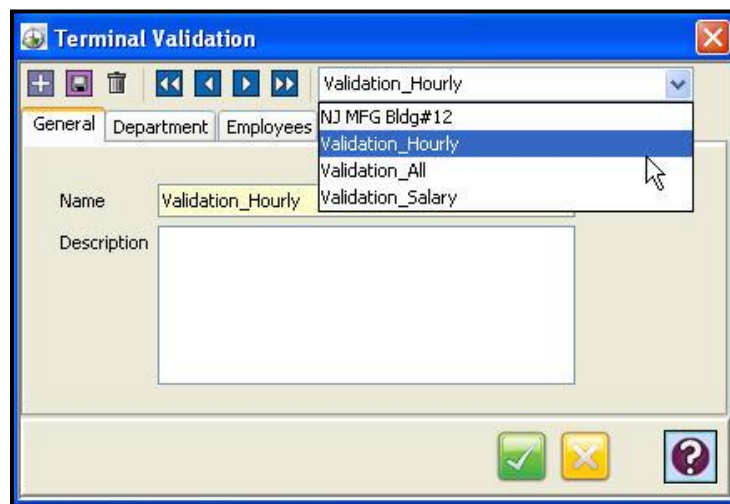 Terminal Validation
Validation_Hourly
General Department Employees
NJ MFG Bldg#12
Validation_Hourly
Validation_All
Validation_Salary
Name Validation_Hourly
Description
?